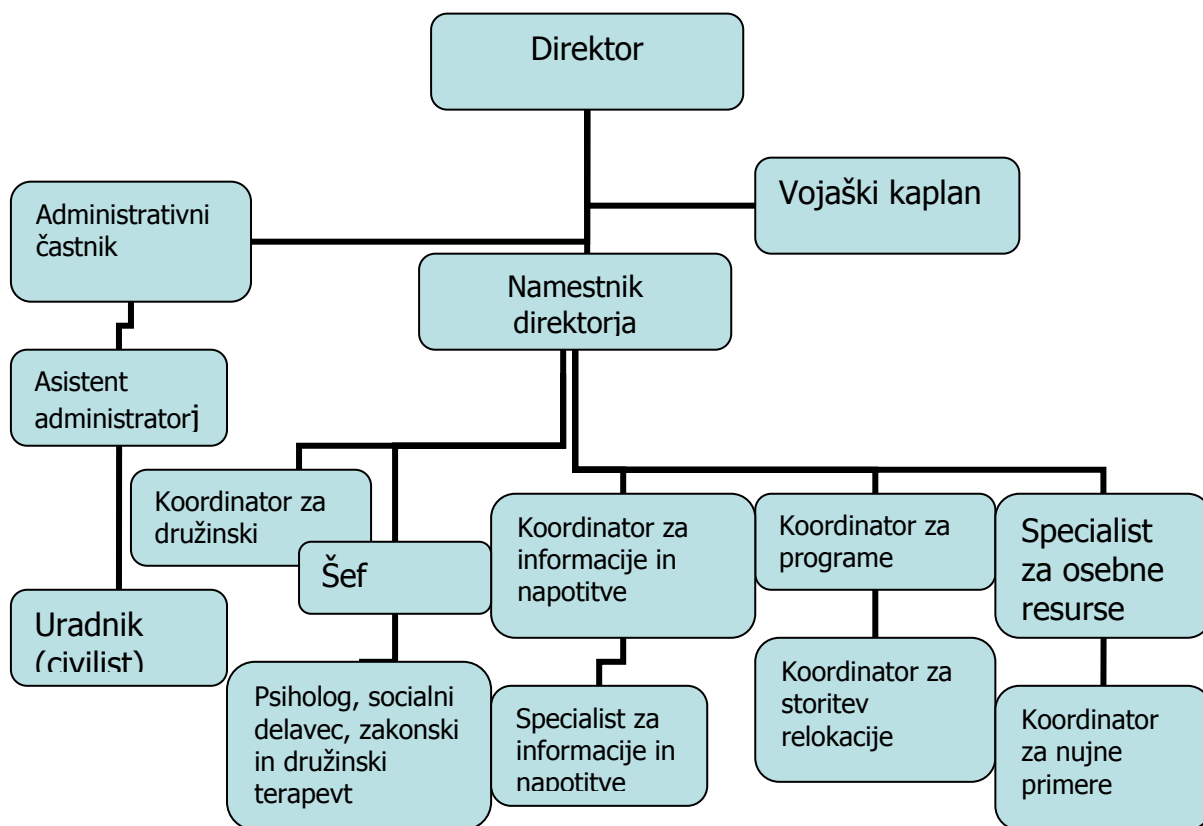 Direktor
Vojaški kaplan
Administrativni
častnik
Namestnik
direktorja
Asistent
administratorj
Uradnik
(civilist)
Koordinator za
družinski
Šef
Psiholog, socialni
delavec, zakonski
in družinski
terapevt
Koordinator za
informacije in
napotitve
Specialist za
informacije in
napotitve
Koordinator za
programe
Koordinator za
storitev
relokacije
Specialist
za osebne
resurse
Koordinator
za nujne
primere